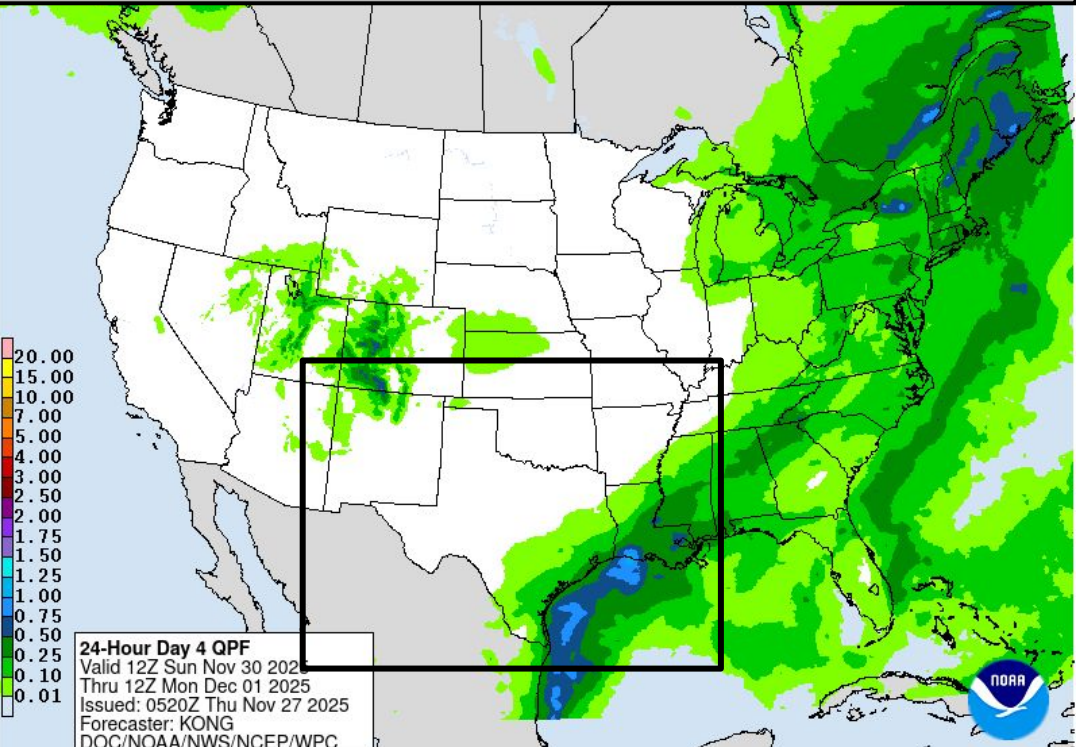 20.00
15.00
10.00
7.00
5.00
4.00
3.00
2.50
2.00
1.75
1.50
1.25
1.00
0.75
0.50
0.25
0.10
0.01
24-Hour Day 4 QPF
Valid 12Z Sun Nov 30 2025
Thru 12Z Mon Dec 01 2025
Issued: 0520Z Thu Nov 27 2025
Forecaster: KONG
DOC/NOAA/NWS/NCEP/WPC
NOAA